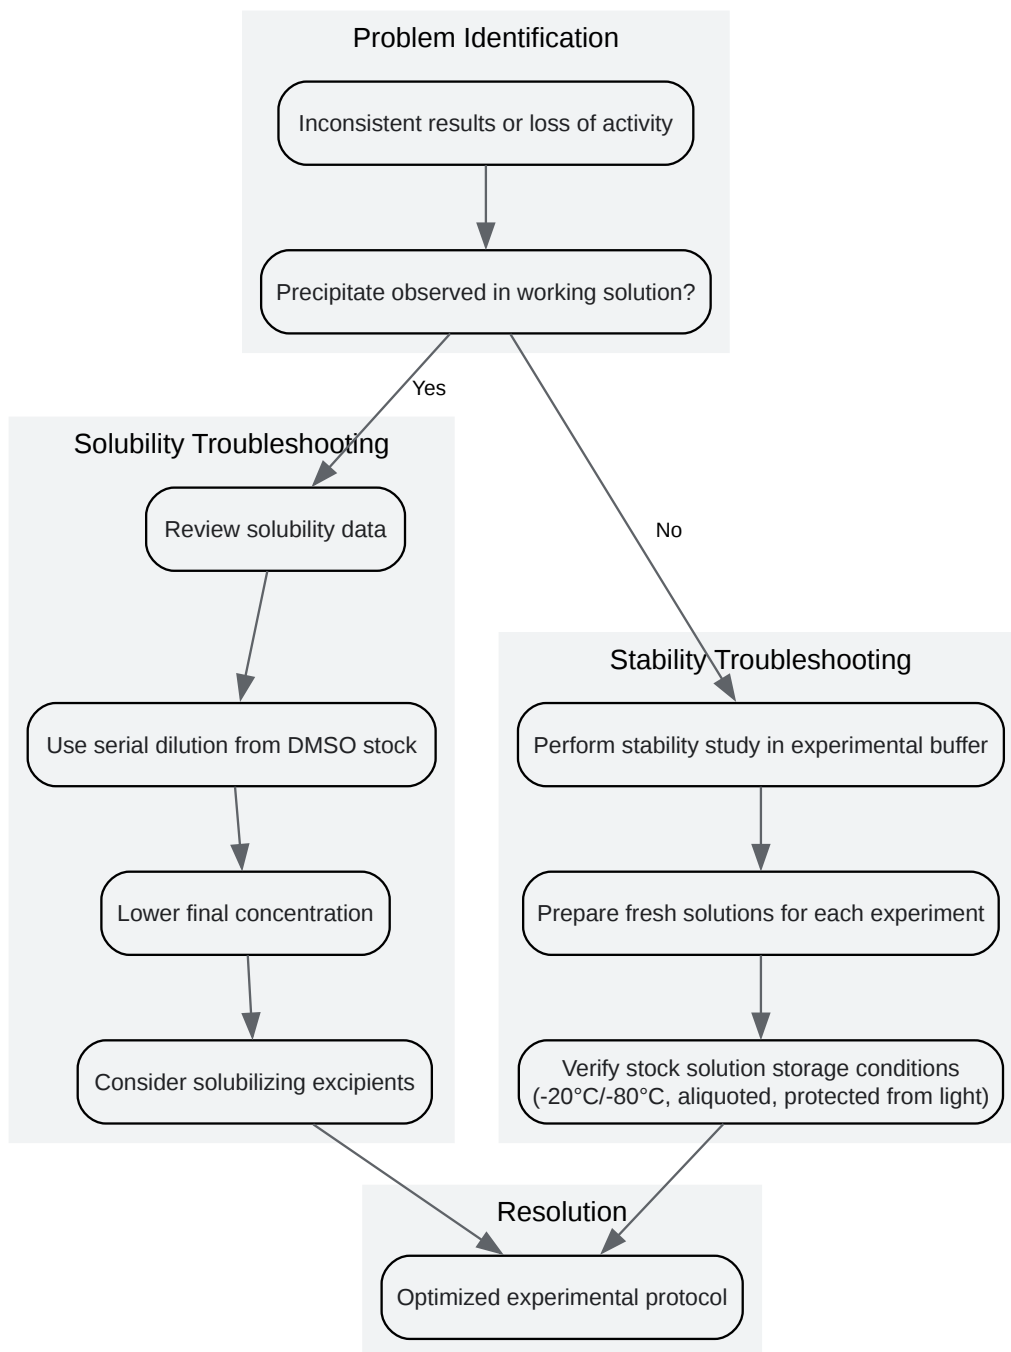 Problem Identification
Inconsistent results or loss of activity
Precipitate observed in working solution?
Yes
Solubility Troubleshooting
Review solubility data
Use serial dilution from DMSO stock
Lower final concentration
Consider solubilizing excipients
No
Stability Troubleshooting
Perform stability study in experimental buffer
Prepare fresh solutions for each experiment
Verify stock solution storage conditions
(-20°C/-80°C, aliquoted, protected from light)
Resolution
Optimized experimental protocol